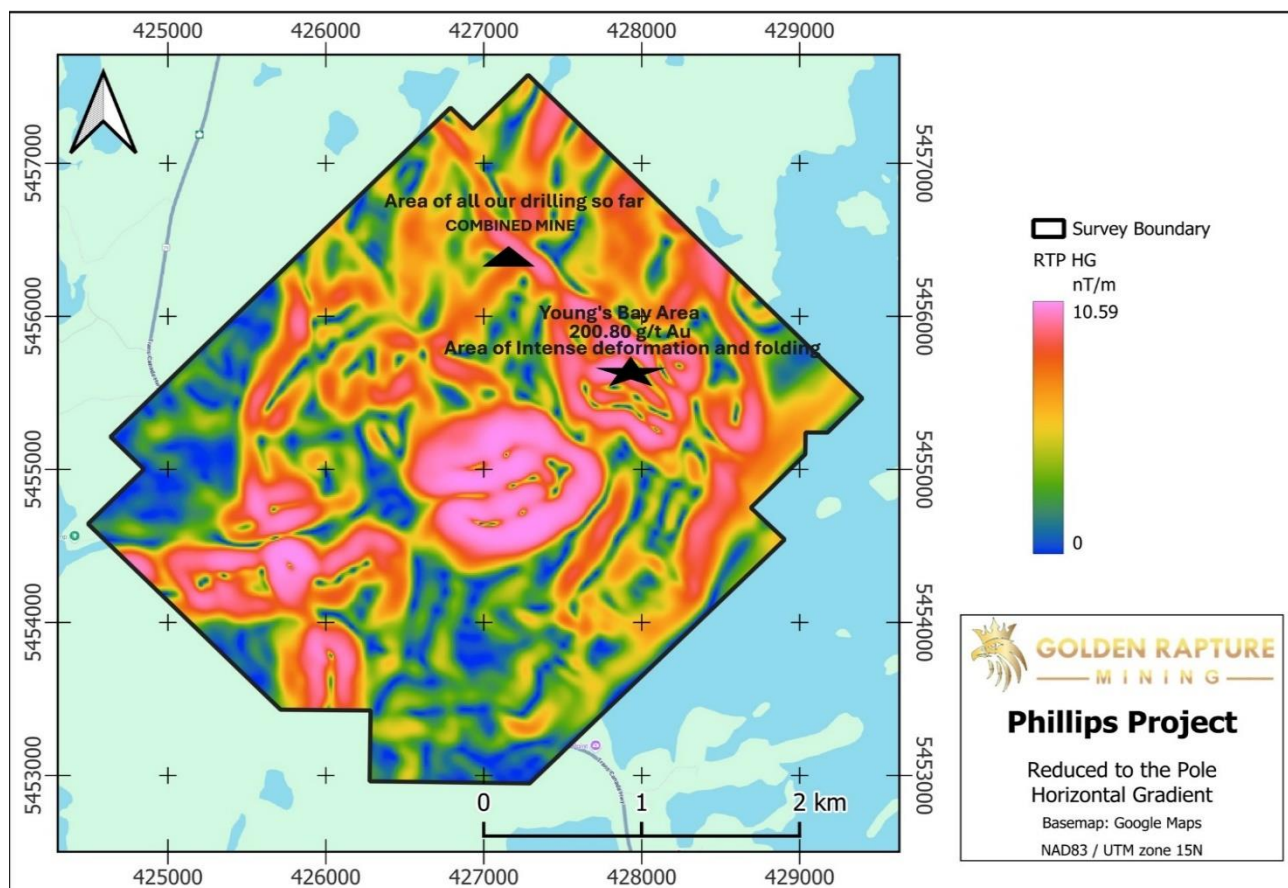 425000 426000 427000 428000 429000
5457000 5457000
Area of all our drilling so far
COMBINED MINE
5456000 5456000
Young's Bay Area
200.80 g/t Au
Area of Intense deformation and folding
5455000 5455000
5454000 5454000
5453000 5453000
0 1 2 km
425000 426000 427000 428000 429000
Survey Boundary
RTP HG
nT/m
10.59
0
GOLDEN RAPTURE
MINING
Phillips Project
Reduced to the Pole
Horizontal Gradient
Basemap: Google Maps
NAD83 / UTM zone 15N